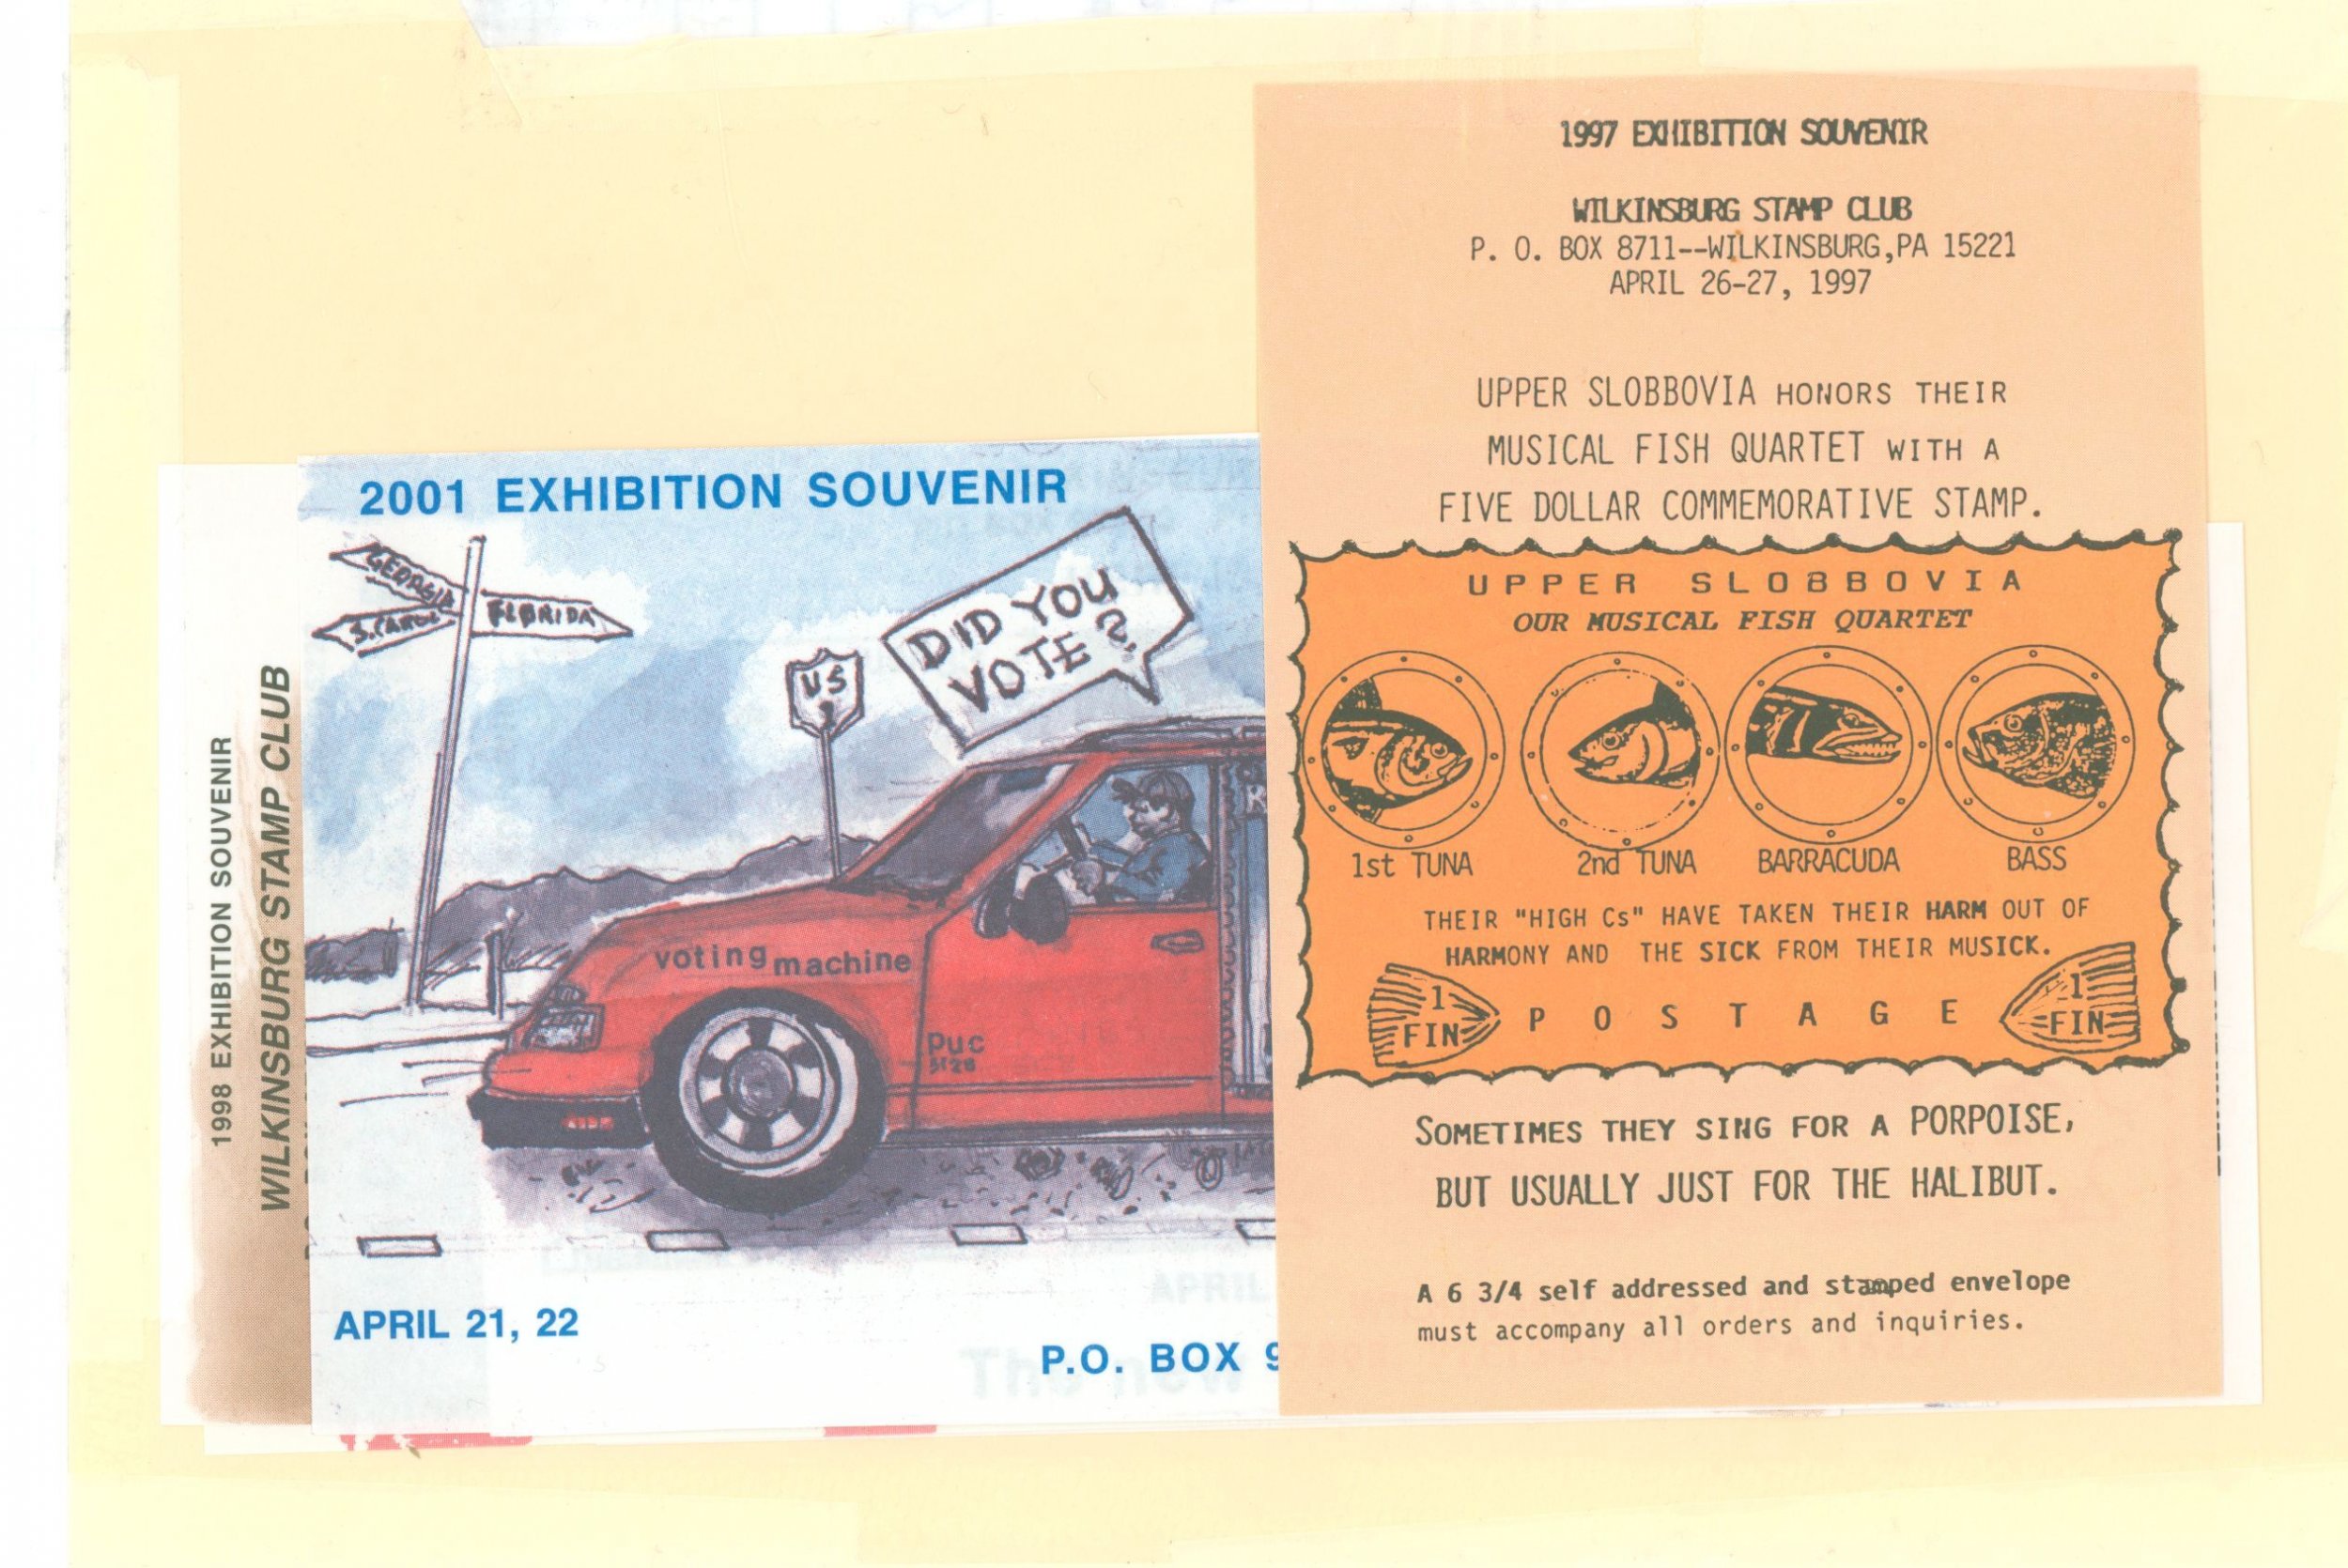 1998 EXHIBITION SOUVENIR
WILKINSBURG STAMP CLUB
2001 EXHIBITION SOUVENIR
GEORGIA
S.CAROL
FLORIDA
US
1
DID YOU
VOTE?
voting machine
PUC
APRIL 21, 22
P.O. BOX 9
1997 EXHIBITION SOUVENIR
WILKINSBURG STAMP CLUB
P. O. BOX 8711--WILKINSBURG,PA 15221
APRIL 26-27, 1997
UPPER SLOBBOVIA HONORS THEIR
MUSICAL FISH QUARTET WITH A
FIVE DOLLAR COMMEMORATIVE STAMP.
UPPER SLOBBOVIA
OUR MUSICAL FISH QUARTET
1st TUNA 2nd TUNA BARRACUDA BASS
THEIR "HIGH Cs" HAVE TAKEN THEIR HARM OUT OF
HARMONY AND THE SICK FROM THEIR MUSICK.
1 FIN POSTAGE 1 FIN
SOMETIMES THEY SING FOR A PORPOISE,
BUT USUALLY JUST FOR THE HALIBUT.
A 6 3/4 self addressed and stamped envelope
must accompany all orders and inquiries.